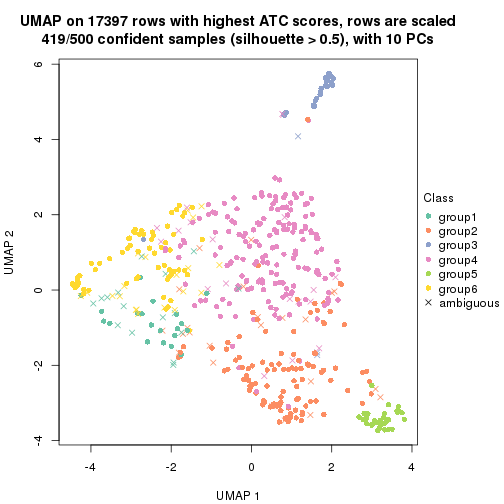 UMAP on 17397 rows with highest ATC scores, rows are scaled
419/500 confident samples (silhouette > 0.5), with 10 PCs
6
4
2
0
-2
-4
UMAP 2
-4
-2
0
2
4
UMAP 1
Class
group1
group2
group3
group4
group5
group6
ambiguous